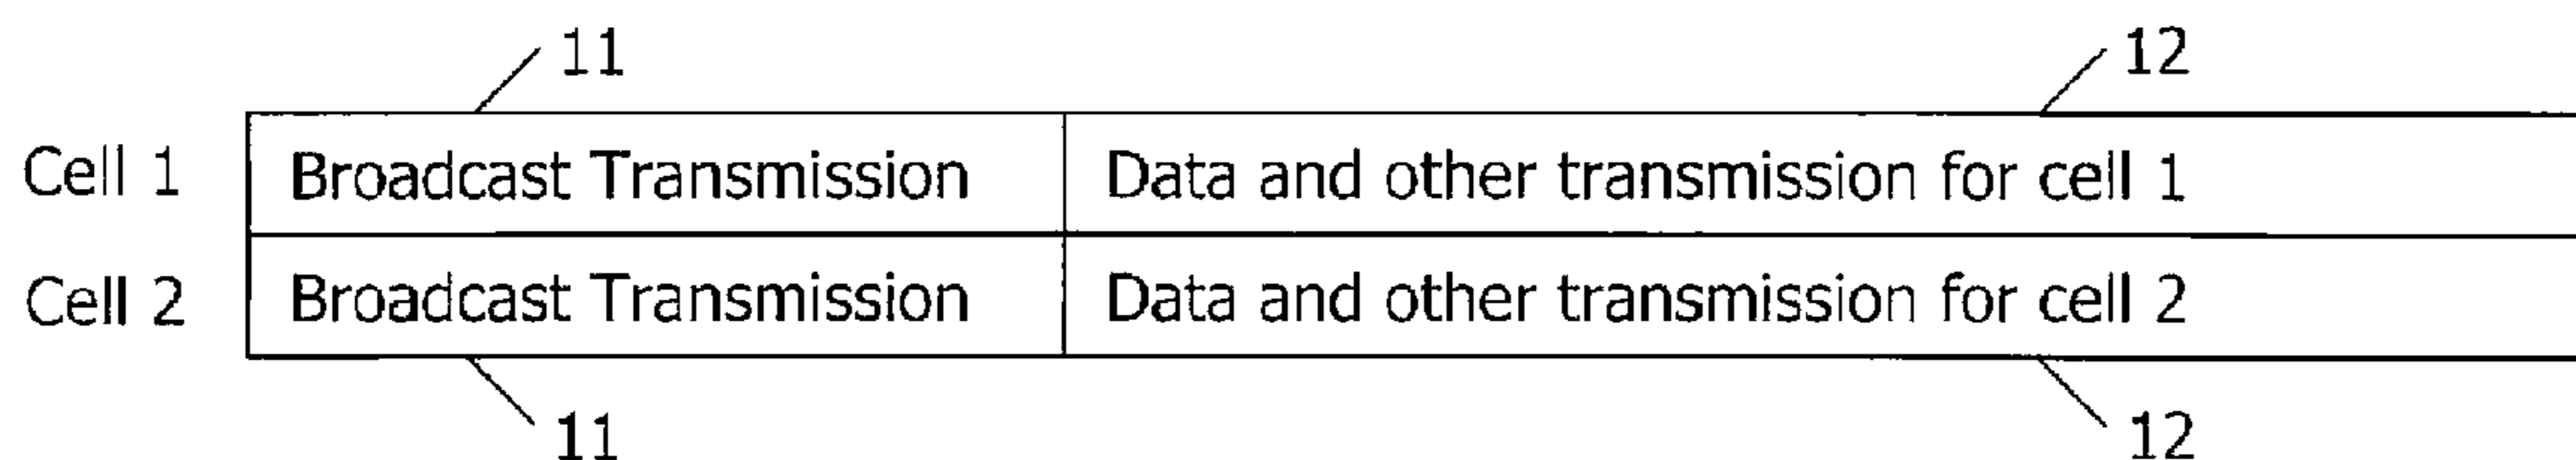 11 12
Cell 1 Broadcast Transmission Data and other transmission for cell 1
Cell 2 Broadcast Transmission Data and other transmission for cell 2
11 12